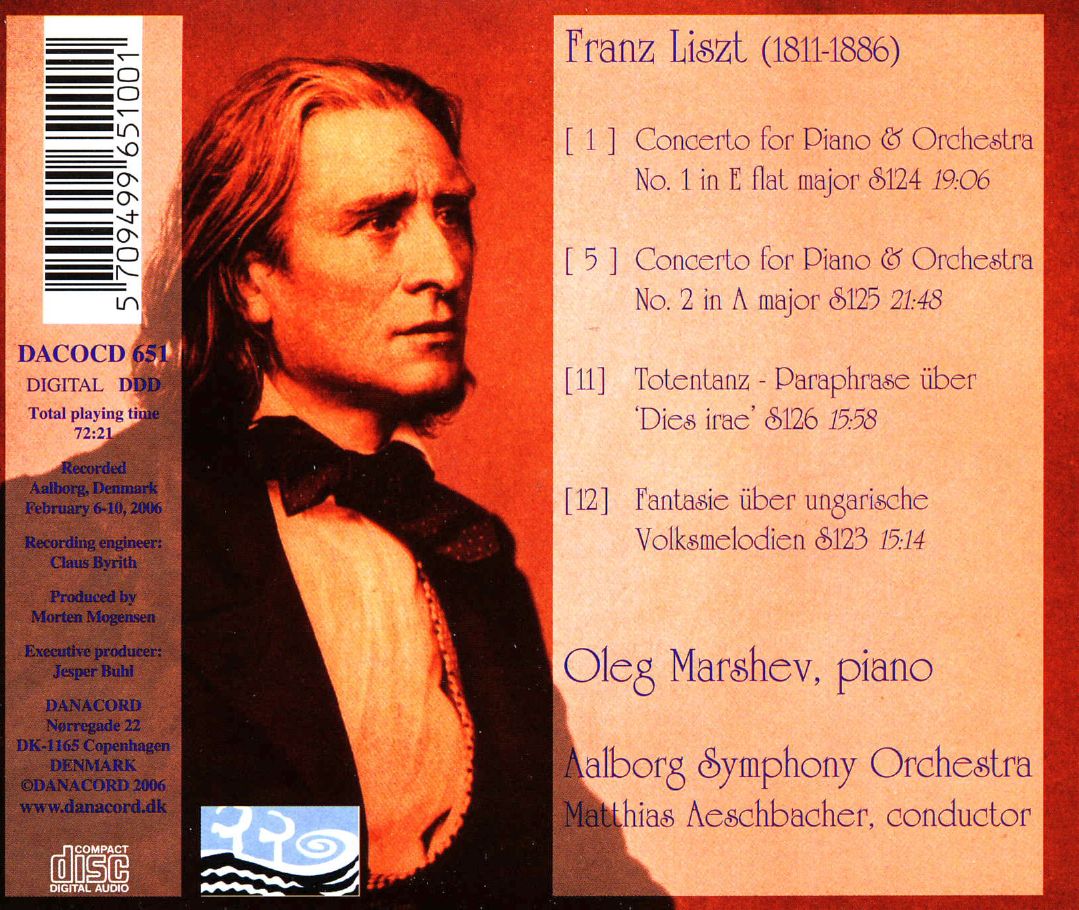 5 709499 651001
DACOCD 651
DIGITAL DDD
Total playing time
72:21
Recorded
Aalborg, Denmark
February 6-10, 2006
Recording engineer:
Claus Byrith
Produced by
Morten Mogensen
Executive producer:
Jesper Buhl
DANACORD
Nørregade 22
DK-1165 Copenhagen
DENMARK
©DANACORD 2006
www.danacord.dk
COMPACT
disc
DIGITAL AUDIO
Franz Liszt (1811-1886)
[ 1 ] Concerto for Piano & Orchestra
No. 1 in E flat major S124 19:06
[ 5 ] Concerto for Piano & Orchestra
No. 2 in A major S125 21:48
[11] Totentanz - Paraphrase über
'Dies irae' S126 15:58
[12] Fantasie über ungarische
Volksmelodien S123 15:14
Oleg Marshev, piano
Aalborg Symphony Orchestra
Matthias Aeschbacher, conductor